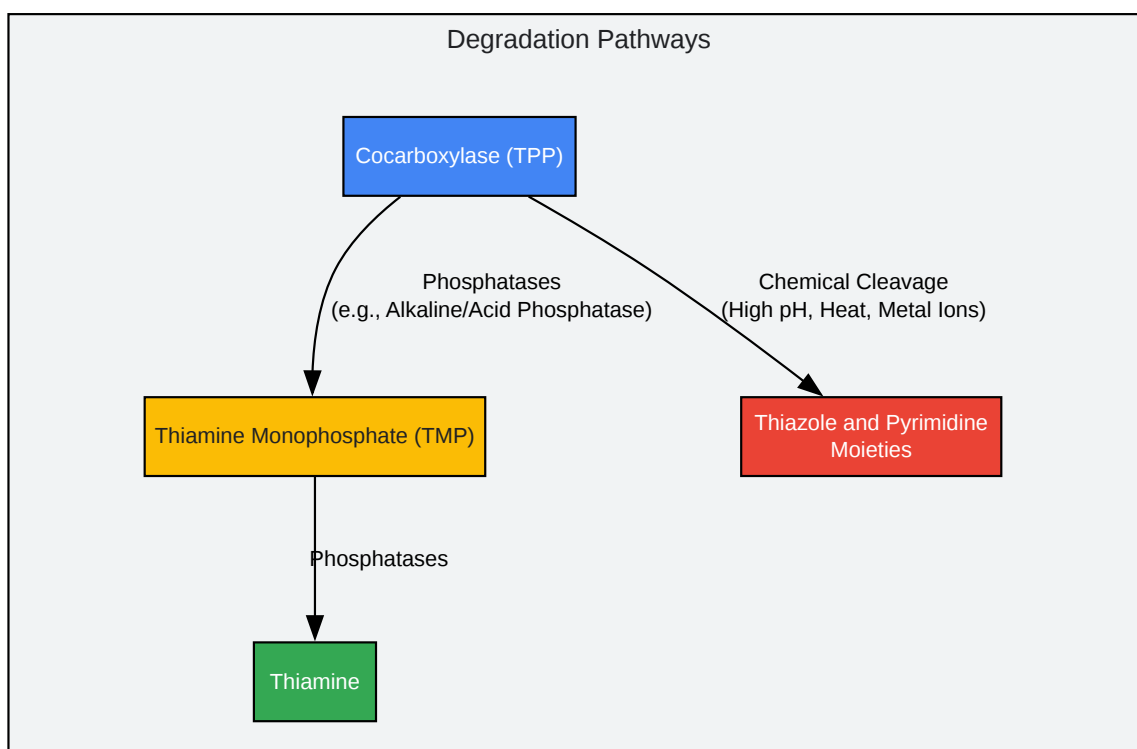 Degradation Pathways
Cocarboxylase (TPP)
Phosphatases
(e.g., Alkaline/Acid Phosphatase)
Chemical Cleavage
(High pH, Heat, Metal Ions)
Thiamine Monophosphate (TMP)
Thiazole and Pyrimidine
Moieties
Phosphatases
Thiamine